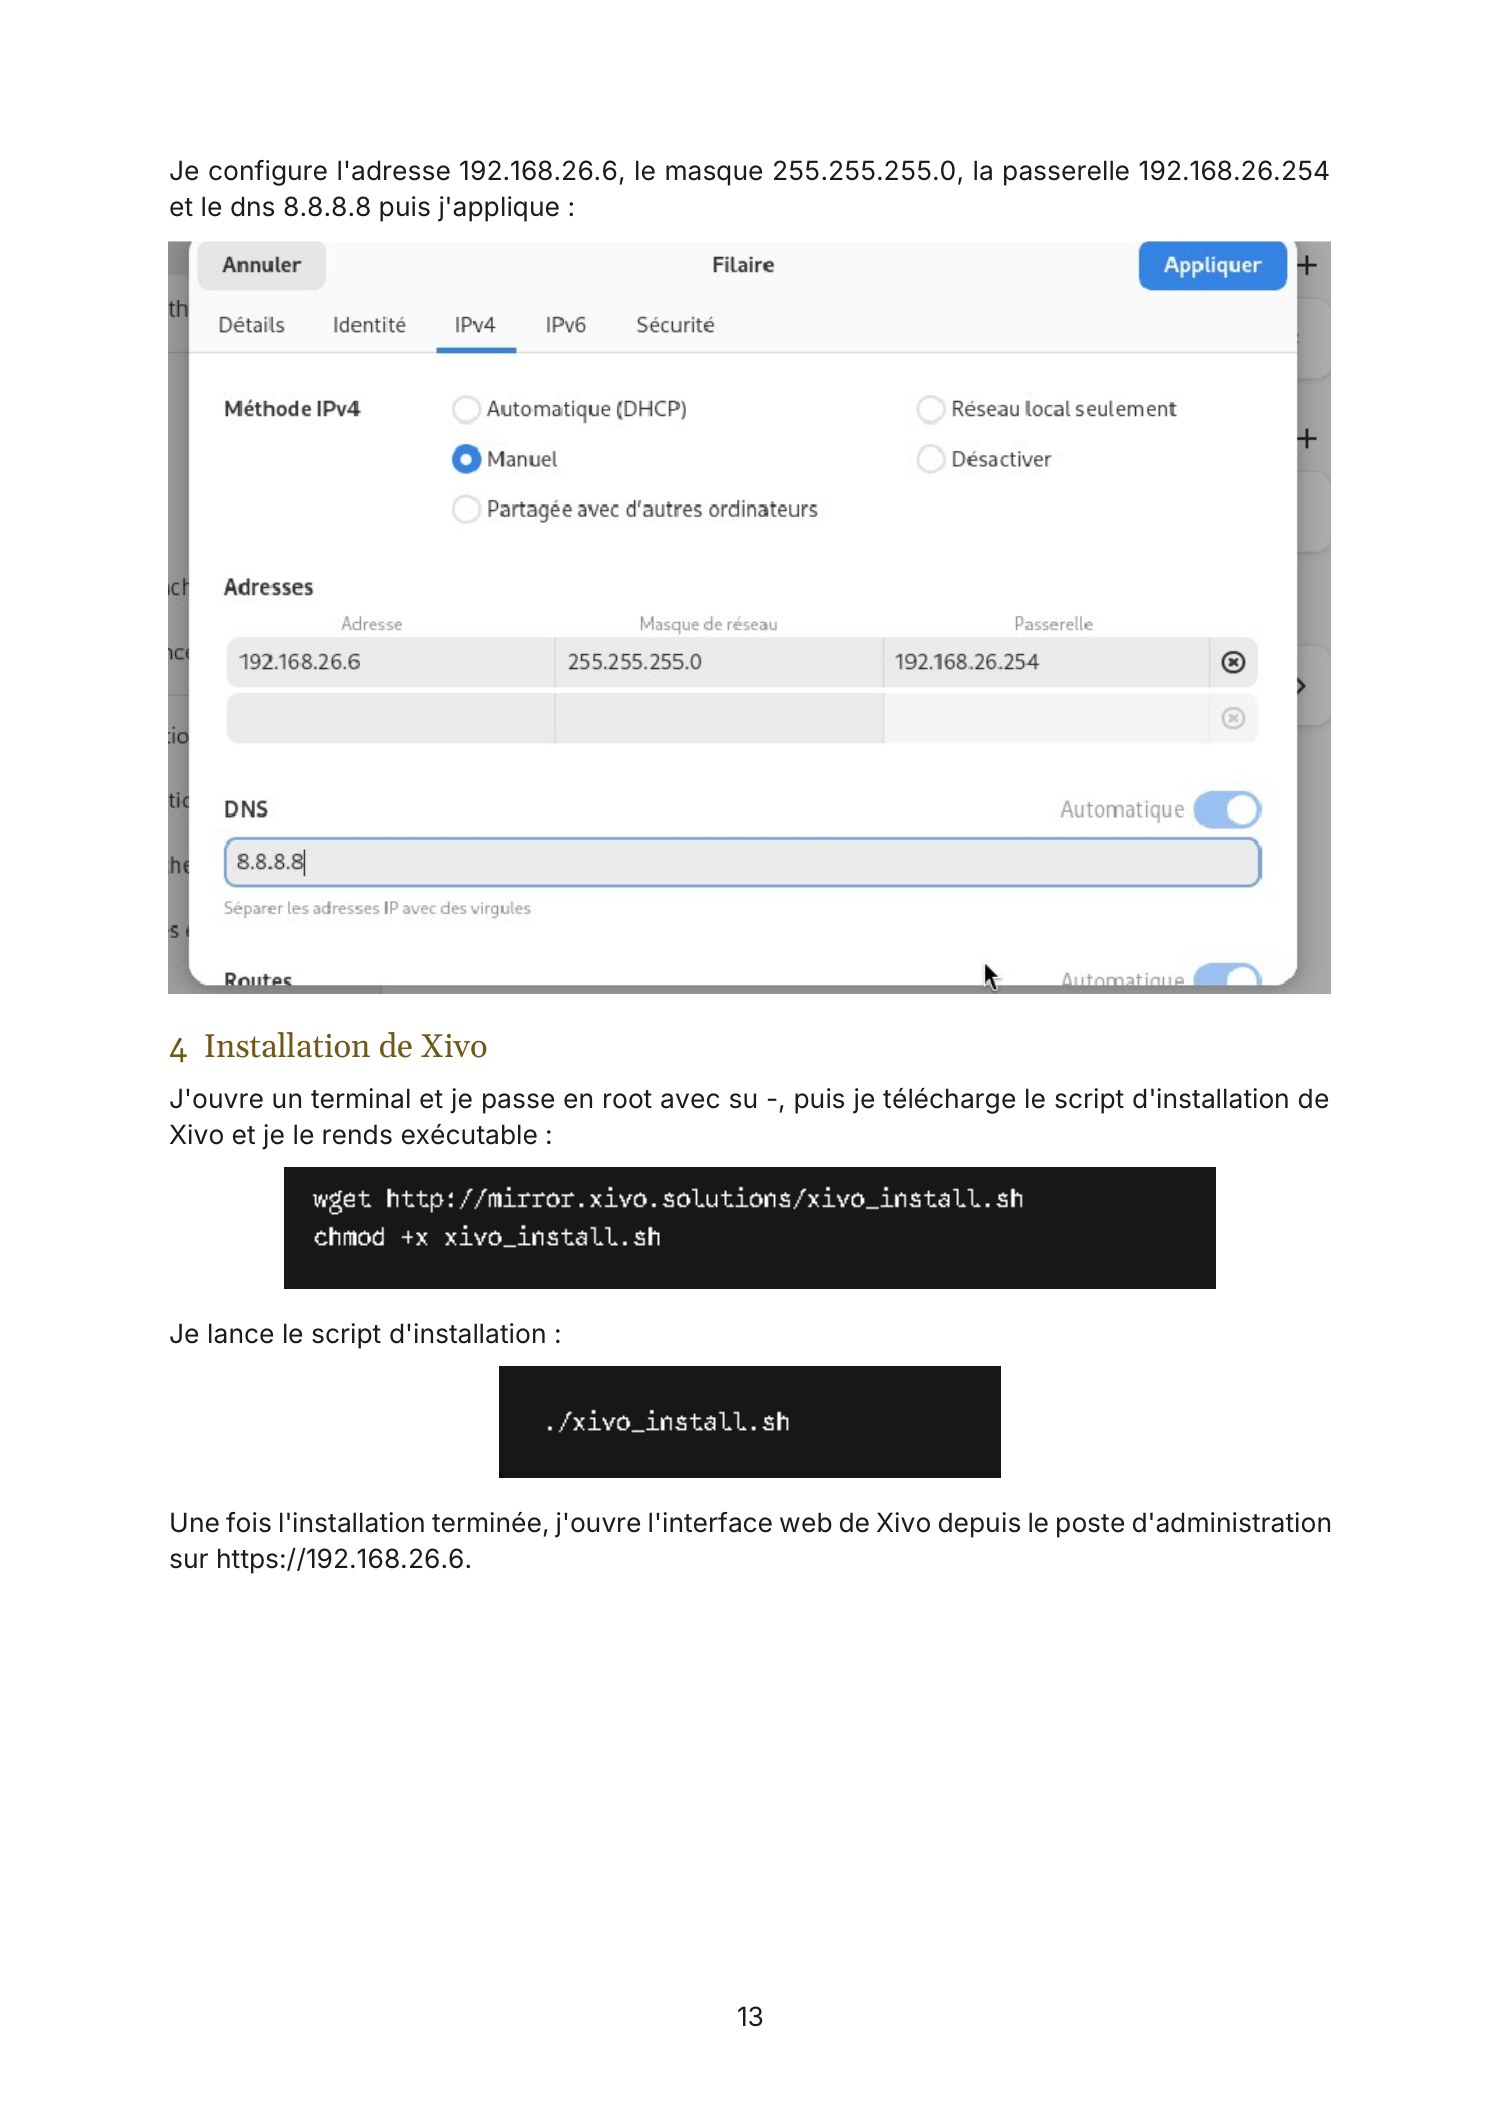 Je configure l'adresse 192.168.26.6, le masque 255.255.255.0, la passerelle 192.168.26.254
et le dns 8.8.8.8 puis j'applique :
Annuler Filaire Appliquer
Détails Identité IPv4 IPv6 Sécurité
Méthode IPv4 Automatique (DHCP) Réseau local seulement
Manuel Désactiver
Partagée avec d'autres ordinateurs
Adresses
Adresse Masque de réseau Passerelle
192.168.26.6 255.255.255.0 192.168.26.254
DNS Automatique
8.8.8.8
Séparer les adresses IP avec des virgules
Routes Automatique
4 Installation de Xivo
J'ouvre un terminal et je passe en root avec su -, puis je télécharge le script d'installation de
Xivo et je le rends exécutable :
wget http://mirror.xivo.solutions/xivo_install.sh
chmod +x xivo_install.sh
Je lance le script d'installation :
./xivo_install.sh
Une fois l'installation terminée, j'ouvre l'interface web de Xivo depuis le poste d'administration
sur https://192.168.26.6.
13